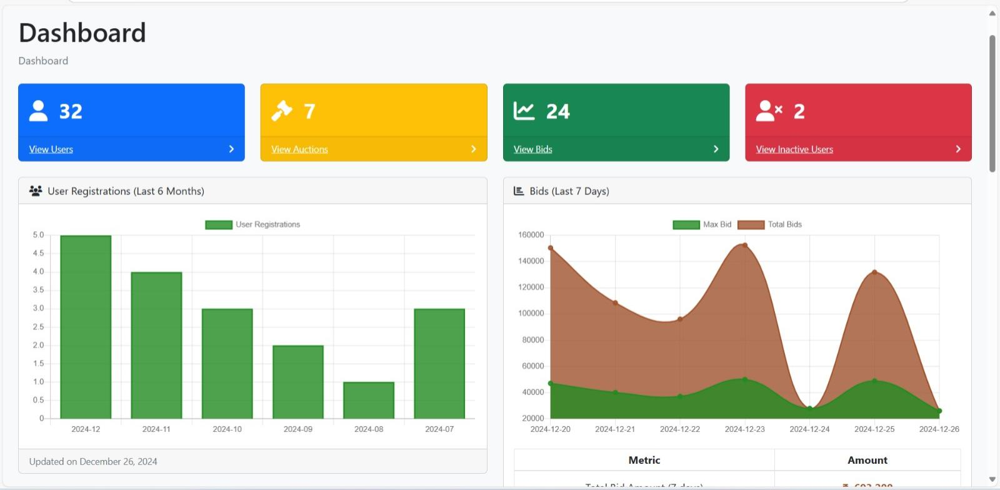 Dashboard
Dashboard
32
View Users
7
View Auctions
24
View Bids
2
View Inactive Users
User Registrations (Last 6 Months)
User Registrations
5.0
4.5
4.0
3.5
3.0
2.5
2.0
1.5
1.0
0.5
0
2024-12 2024-11 2024-10 2024-09 2024-08 2024-07
Updated on December 26, 2024
Bids (Last 7 Days)
Max Bid Total Bids
160000
140000
120000
100000
80000
60000
40000
20000
2024-12-20 2024-12-21 2024-12-22 2024-12-23 2024-12-24 2024-12-25 2024-12-26
Metric Amount
Total Bid Amount (7 days)